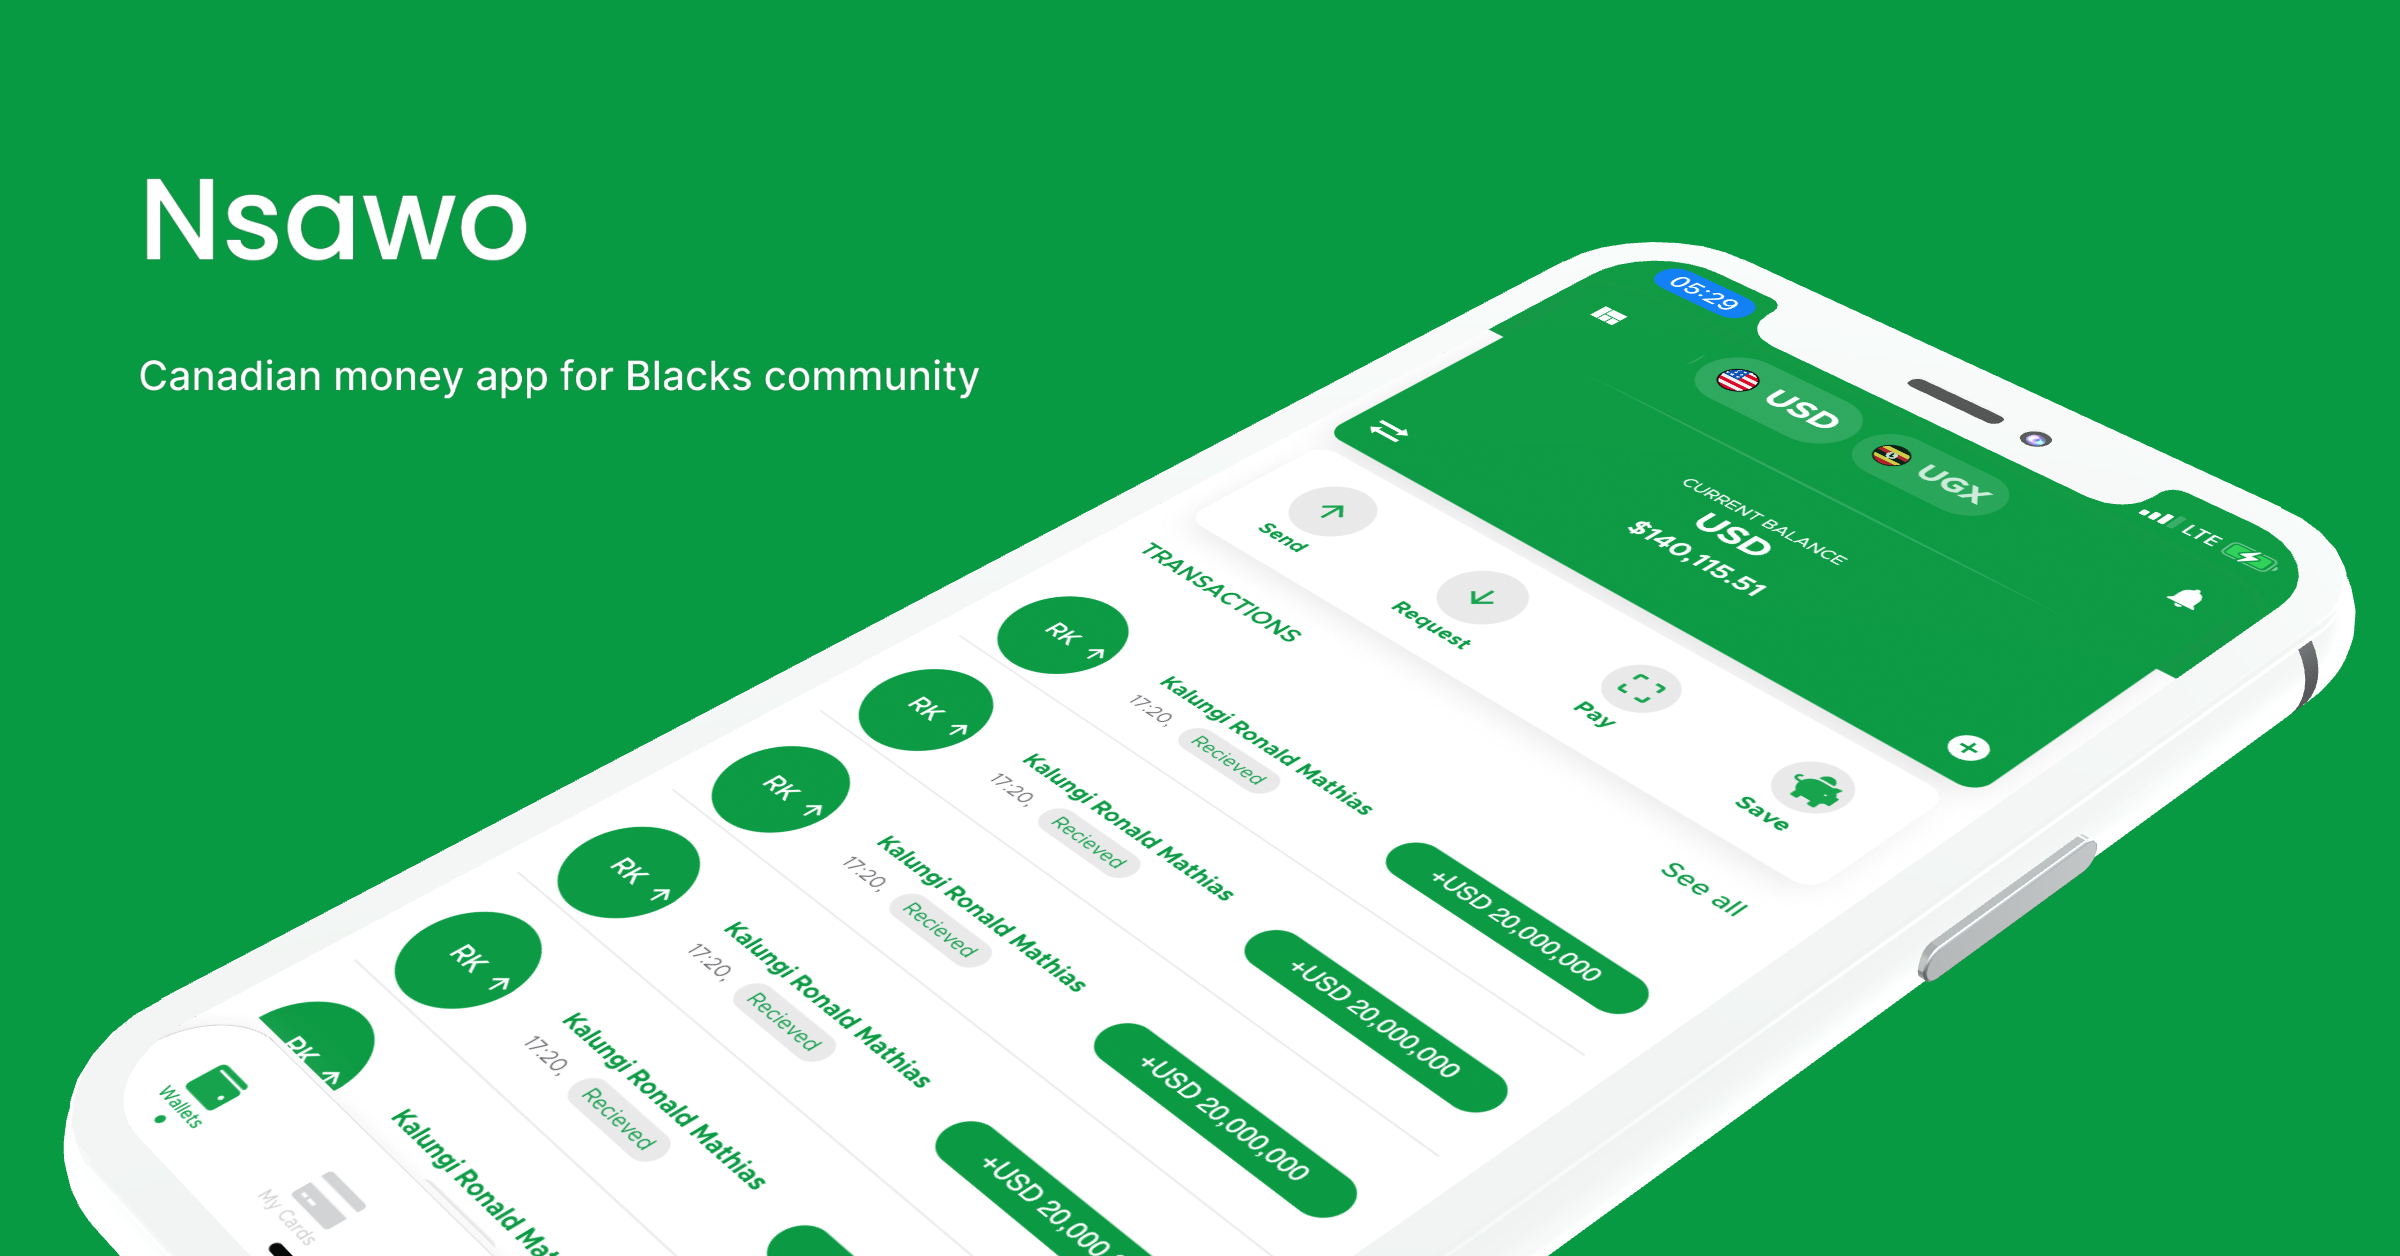 Nsawo
Canadian money app for Blacks community
05:29
LTE
USD
UGX
CURRENT BALANCE
USD
$140,115.51
Send
Request
Pay
Save
TRANSACTIONS
See all
RK
Kalungi Ronald Mathias
17:20,
Recieved
+USD 20,000,000
RK
Kalungi Ronald Mathias
17:20,
Recieved
+USD 20,000,000
RK
Kalungi Ronald Mathias
17:20,
Recieved
+USD 20,000,000
RK
Kalungi Ronald Mathias
17:20,
Recieved
+USD 20,000
RK
Kalungi Ronald Mathias
17:20,
Recieved
RK
Kalungi Ronald Mat
Wallets
My Cards